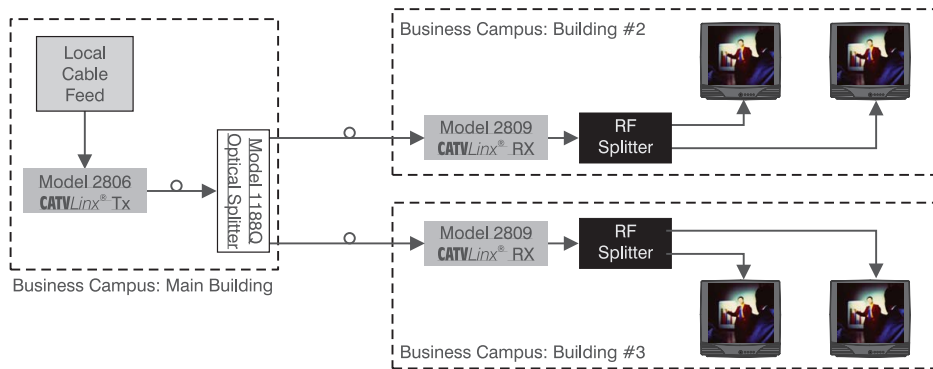 Local
Cable
Feed
Model 2806
CATVLinx® Tx
Model 1188Q
Optical Splitter
Business Campus: Main Building
Business Campus: Building #2
Model 2809
CATVLinx® RX
RF
Splitter
Model 2809
CATVLinx® RX
RF
Splitter
Business Campus: Building #3